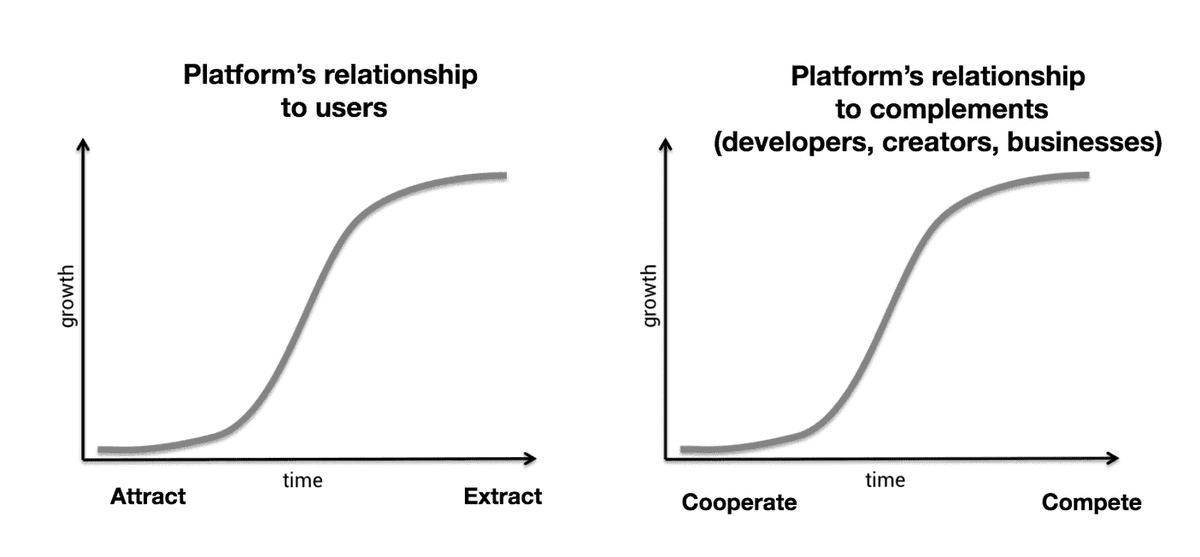 Platform's relationship
to users
growth
time
Attract
Extract
Platform's relationship
to complements
(developers, creators, businesses)
growth
time
Cooperate
Compete